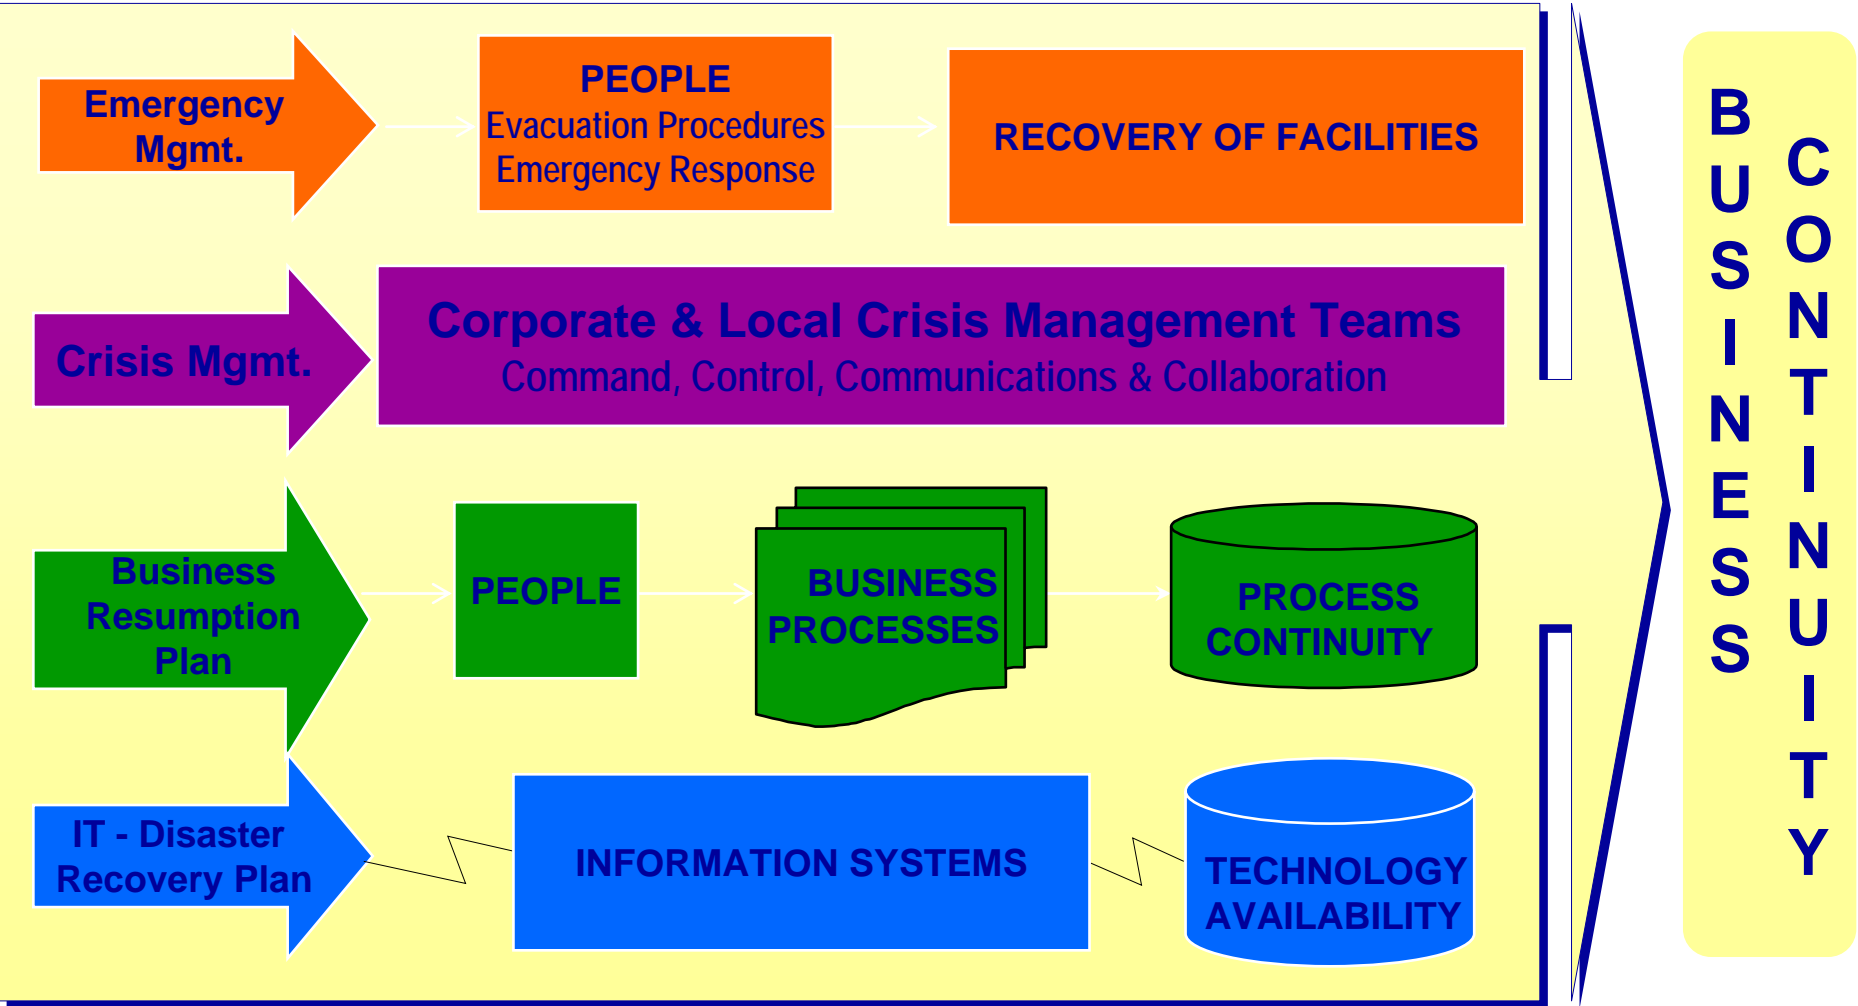 Emergency
Mgmt.
PEOPLE
Evacuation Procedures
Emergency Response
RECOVERY OF FACILITIES
Crisis Mgmt.
Corporate & Local Crisis Management Teams
Command, Control, Communications & Collaboration
Business
Resumption
Plan
PEOPLE
BUSINESS
PROCESSES
PROCESS
CONTINUITY
IT - Disaster
Recovery Plan
INFORMATION SYSTEMS
TECHNOLOGY
AVAILABILITY
BUSINESS
CONTINUITY